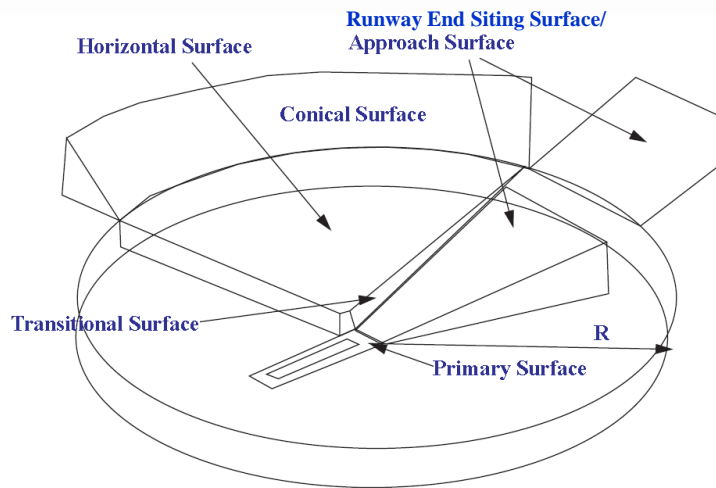 Runway End Siting Surface/
Approach Surface
Horizontal Surface
Conical Surface
Transitional Surface
R
Primary Surface